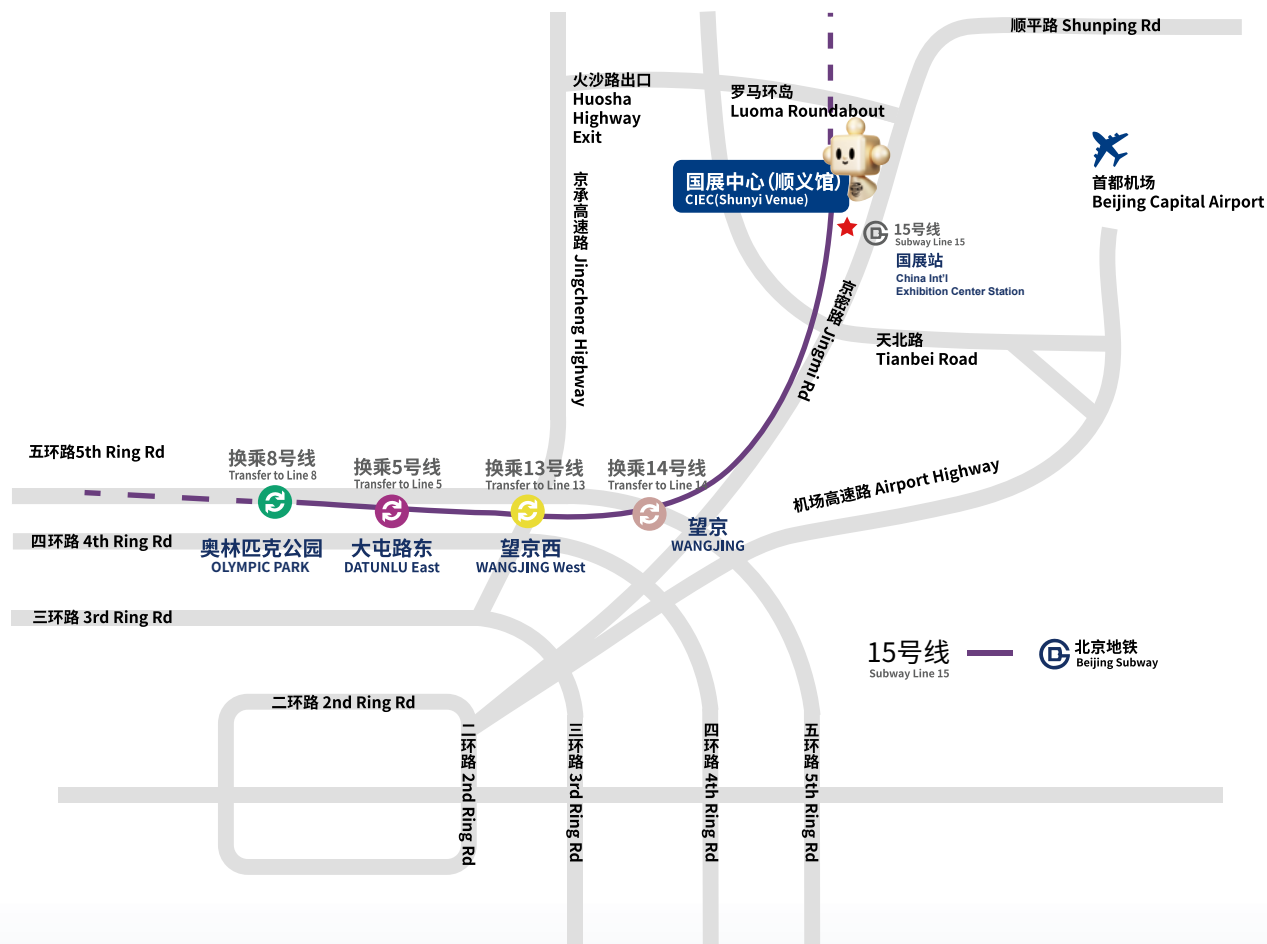 顺平路 Shunping Rd
火沙路出口
Huosha
Highway
Exit
罗马环岛
Luoma Roundabout
首都机场
Beijing Capital Airport
国展中心(顺义馆)
CIEC(Shunyi Venue)
京承高速路 Jingcheng Highway
15号线
Subway Line 15
国展站
China Int'l
Exhibition Center Station
京密路 Jingmi Rd
天北路
Tianbei Road
五环路5th Ring Rd
换乘8号线
Transfer to Line 8
换乘5号线
Transfer to Line 5
换乘13号线
Transfer to Line 13
换乘14号线
Transfer to Line 14
机场高速路 Airport Highway
四环路 4th Ring Rd
奥林匹克公园
OLYMPIC PARK
大屯路东
DATUNLU East
望京西
WANGJING West
望京
WANGJING
三环路 3rd Ring Rd
15号线
Subway Line 15
北京地铁
Beijing Subway
二环路 2nd Ring Rd
二环路 2nd Ring Rd
三环路 3rd Ring Rd
四环路 4th Ring Rd
五环路 5th Ring Rd